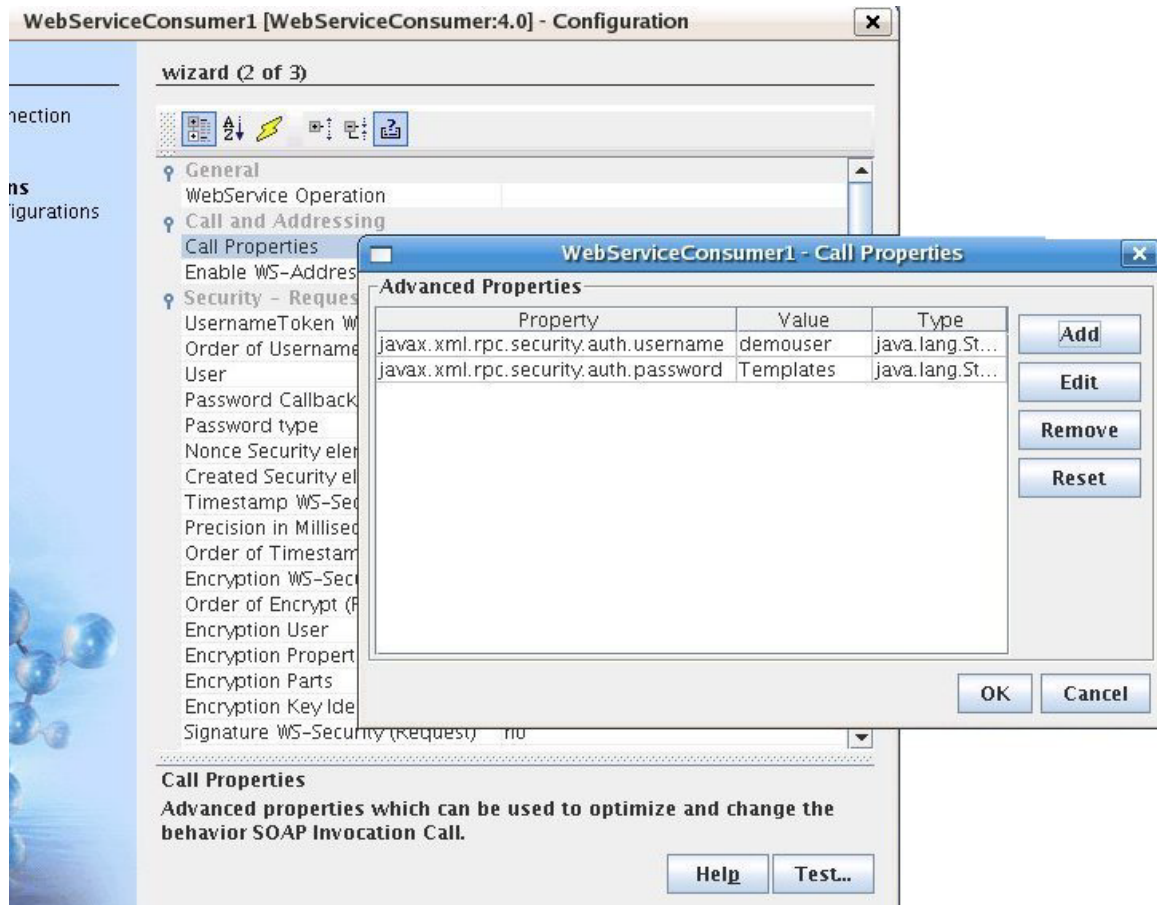 WebServiceConsumer1 [WebServiceConsumer:4.0] - Configuration
wizard (2 of 3)
nection
ns
igurations
General
WebService Operation
Call and Addressing
Call Properties
Enable WS-Addres
Security - Reques
UsernameToken W
Order of Username
User
Password Callback
Password type
Nonce Security eler
Created Security el
Timestamp WS-Sec
Precision in Millised
Order of Timestam
Encryption WS-Secu
Order of Encrypt (F
Encryption User
Encryption Propert
Encryption Parts
Encryption Key Ide
Signature WS-Security (Request) no
WebServiceConsumer1 - Call Properties
Advanced Properties
Property Value Type
javax.xml.rpc.security.auth.username demouser java.lang.St...
javax.xml.rpc.security.auth.password Templates java.lang.St...
Add
Edit
Remove
Reset
OK Cancel
Call Properties
Advanced properties which can be used to optimize and change the
behavior SOAP Invocation Call.
Help Test...